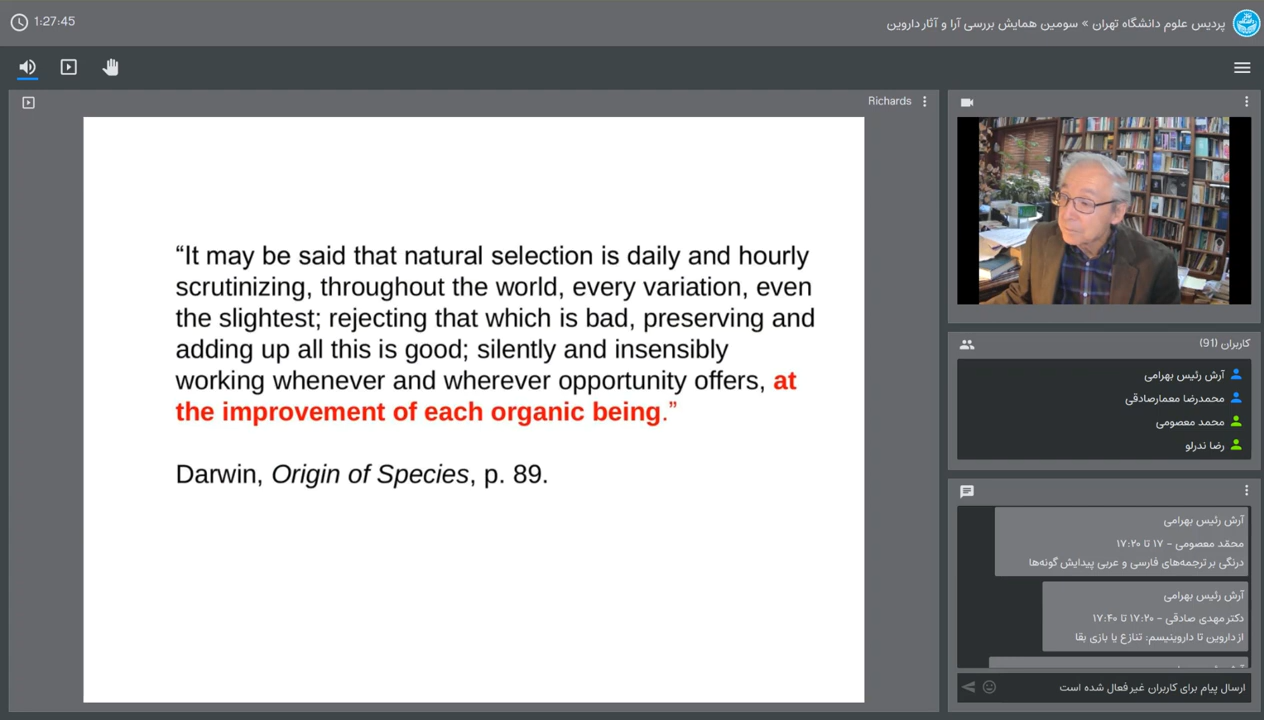 1:27:45
پردیس علوم دانشگاه تهران » سومین همایش بررسی آرا و آثار داروین
Richards
“It may be said that natural selection is daily and hourly
scrutinizing, throughout the world, every variation, even
the slightest; rejecting that which is bad, preserving and
adding up all this is good; silently and insensibly
working whenever and wherever opportunity offers, at
the improvement of each organic being.”
Darwin, Origin of Species, p. 89.
کاربران (91)
آرش رئیس بهرامی
محمدرضا معمارصادقی
محمد معصومی
رضا ندرلو
آرش رئیس بهرامی
محمّد معصومی - ۱۷ تا ۱۷:۲۰
درنگی بر ترجمه‌های فارسی و عربی پیدایش گونه‌ها
آرش رئیس بهرامی
دکتر مهدی صادقی - ۱۷:۲۰ تا ۱۷:۴۰
از داروین تا داروینیسم: تنازع یا بازی بقا
ارسال پیام برای کاربران غیر فعال شده است